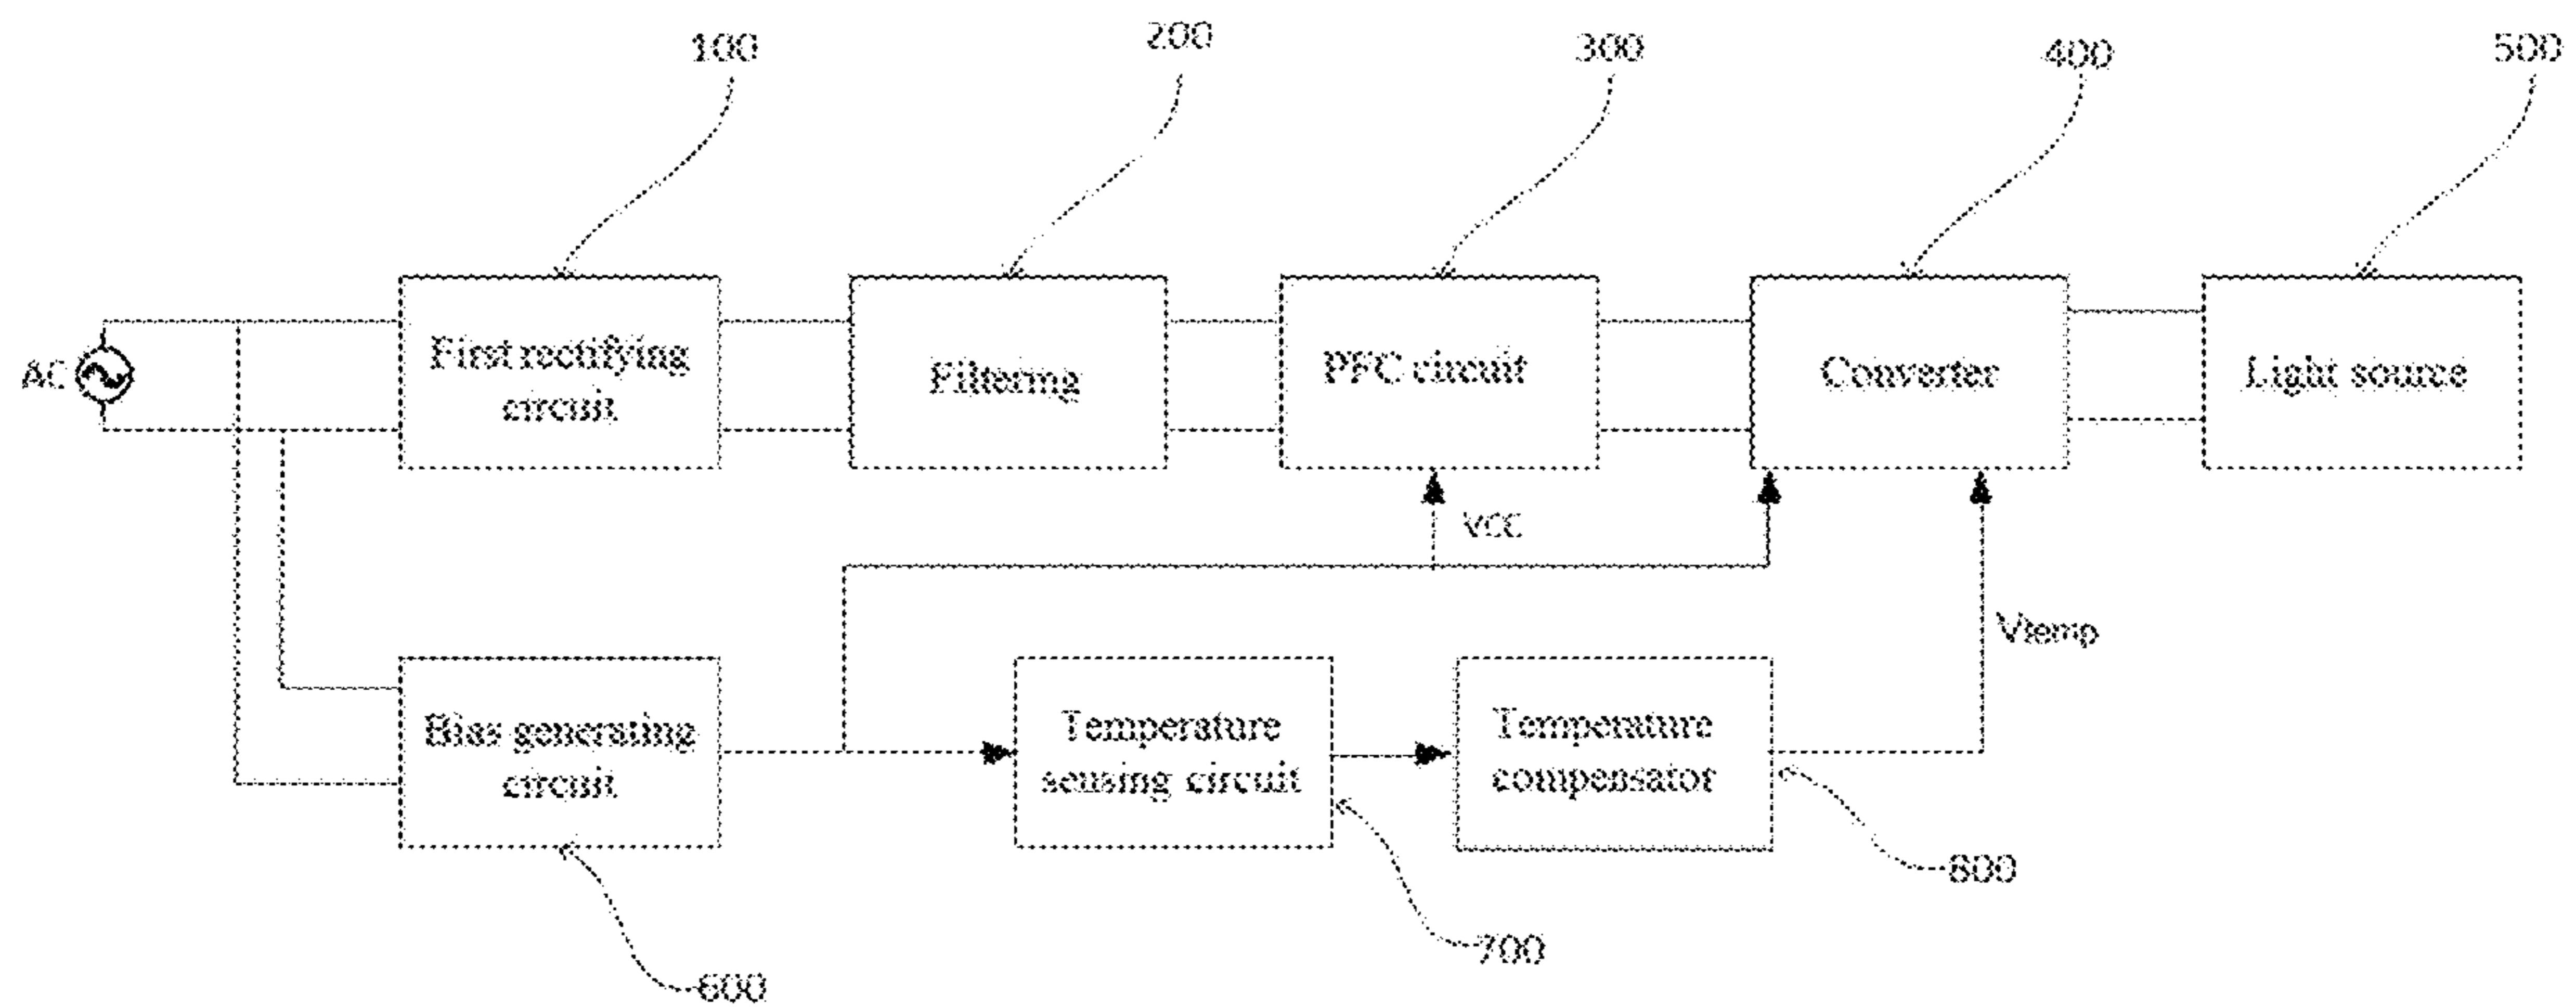 100
200
300
400
500
AC
First rectifying
circuit
Filtering
PFC circuit
Converter
Light source
VCC
Vtemp
Bias generating
circuit
Temperature
sensing circuit
Temperature
compensator
800
700
600